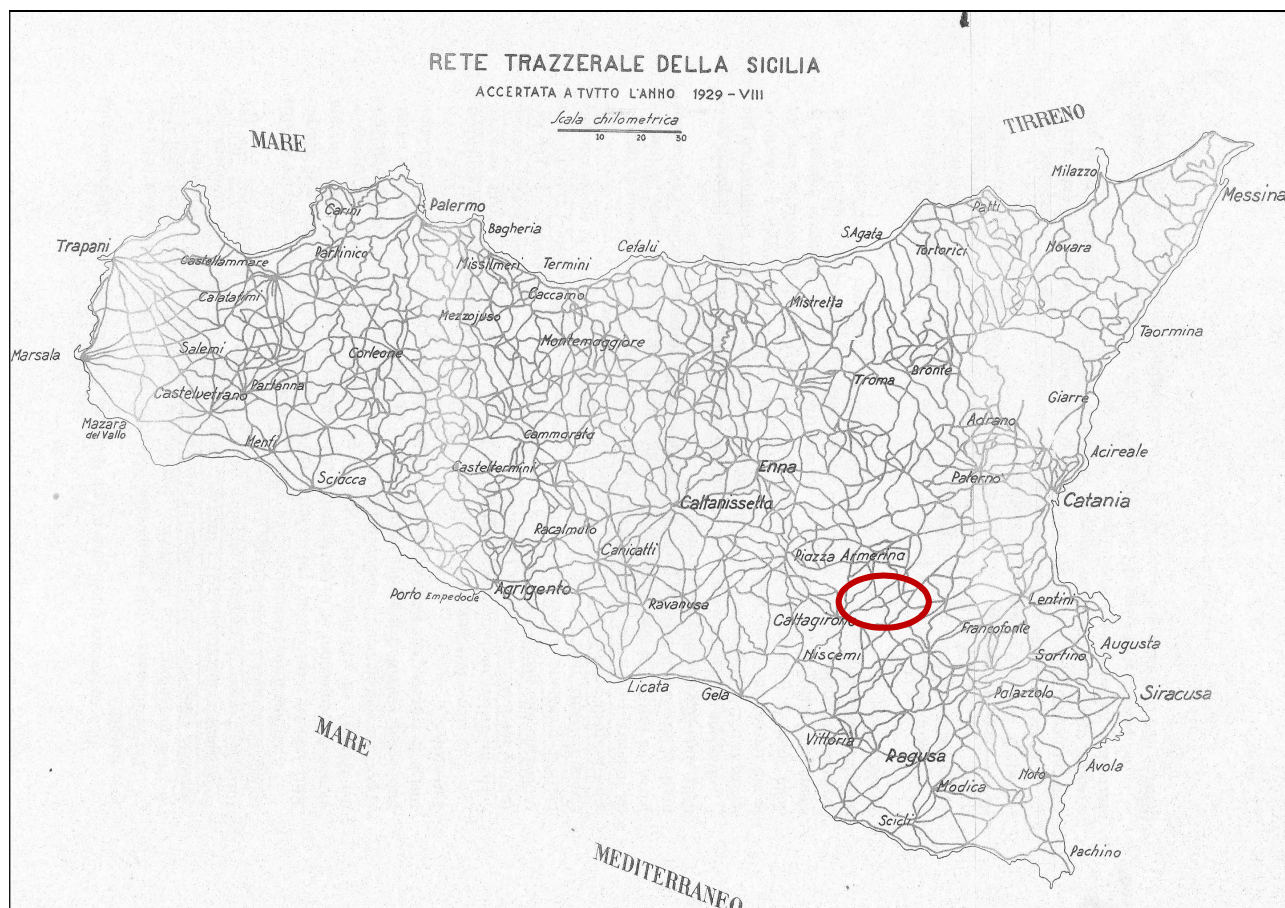 RETE TRAZZERALE DELLA SICILIA
ACCERTATA A TVTTO L'ANNO 1929 - VIII
Scala chilometrica
10 20 30
MARE
TIRRENO
Milazzo
Messina
Carini
Palermo
Patti
Bagheria
S.Agata
Trapani
Partinico
Cefalù
Tortorici
Novara
Castellammare
Missilmeri
Termini
Calatafimi
Caccamo
Mistretta
Mezzojuso
Taormina
Marsala
Salemi
Corleone
Montemaggiore
Bronte
Troina
Partanna
Castelvetrano
Giarre
Mazara
del Vallo
Adrano
Menfi
Cammarata
Acireale
Sciacca
Casteltermini
Enna
Paternò
Caltanissetta
Catania
Racalmuto
Canicattì
Piazza Armerina
Porto Empedocle
Agrigento
Ravanusa
Lentini
Caltagirone
Francofonte
Augusta
Niscemi
Sortino
Licata
Gela
Palazzolo
Siracusa
MARE
Vittoria
Ragusa
Avola
Noto
Modica
Scicli
Pachino
MEDITERRANEO